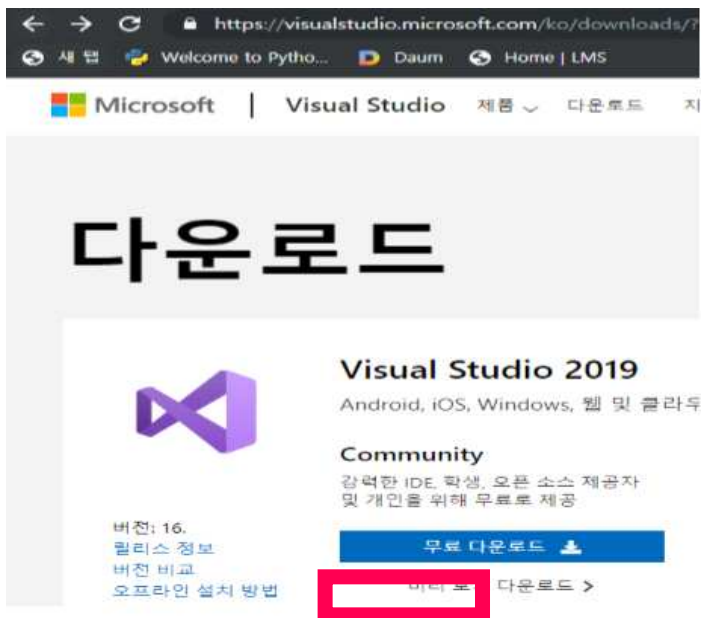 https://visualstudio.microsoft.com/ko/downloads/?
새 탭 Welcome to Pytho... Daum Home | LMS
Microsoft | Visual Studio 제품 다운로드 지
다운로드
Visual Studio 2019
Android, iOS, Windows, 웹 및 클라우
Community
강력한 IDE, 학생, 오픈 소스 제공자
및 개인을 위해 무료로 제공
무료 다운로드
다운로드 >
버전: 16.
릴리스 정보
버전 비교
오프라인 설치 방법